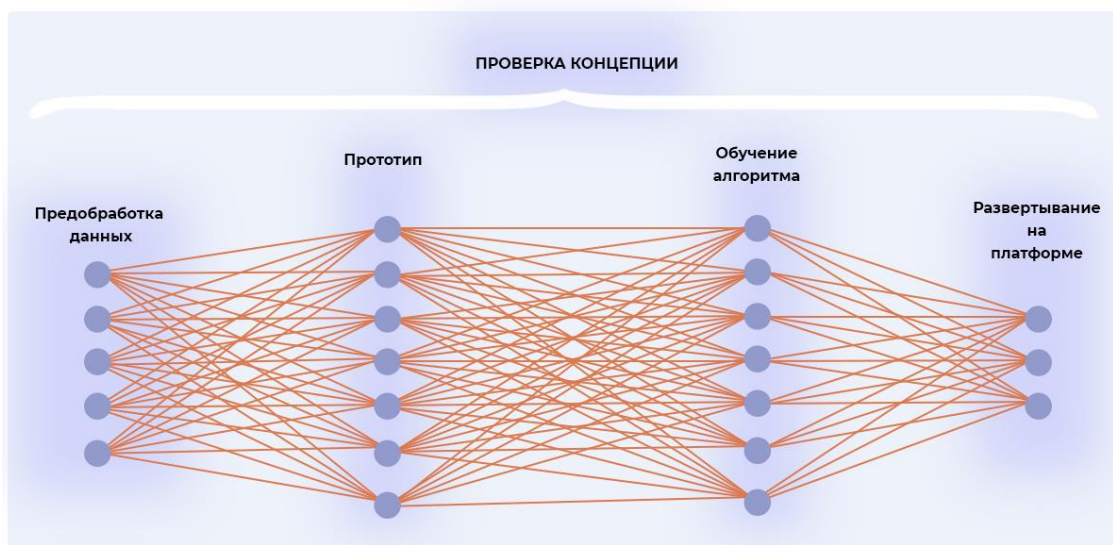 ПРОВЕРКА КОНЦЕПЦИИ
Предобработка
данных
Прототип
Обучение
алгоритма
Развертывание
на
платформе